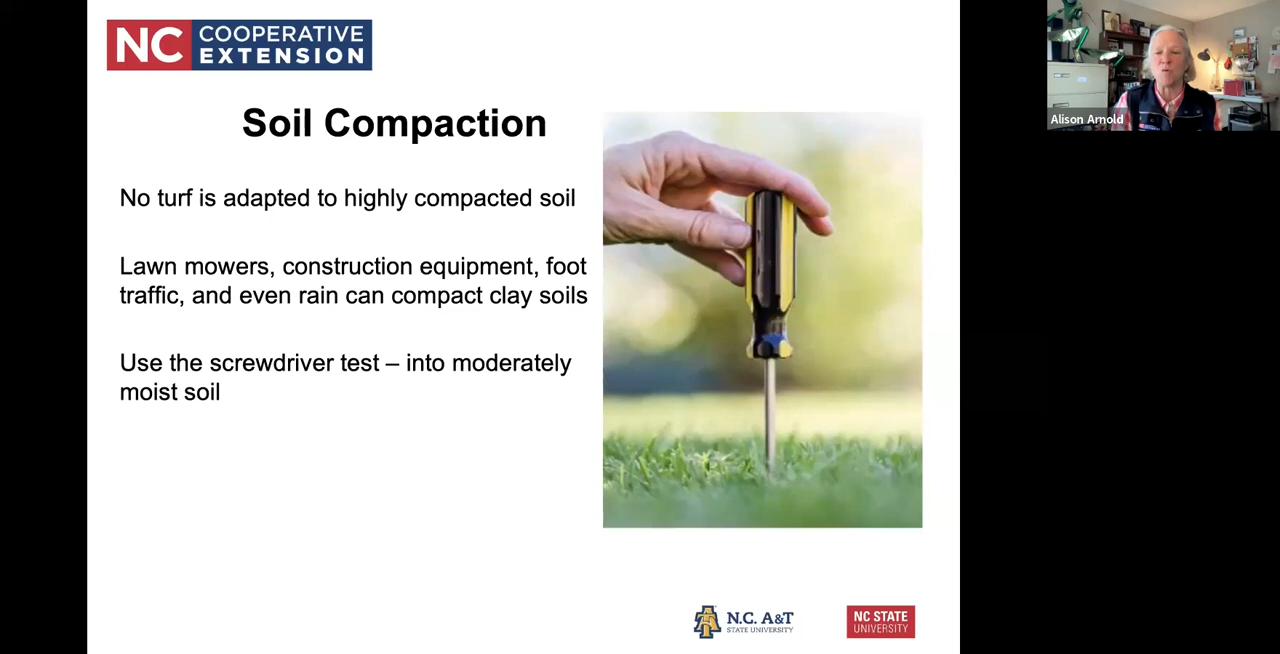 NC COOPERATIVE
EXTENSION
Soil Compaction
No turf is adapted to highly compacted soil
Lawn mowers, construction equipment, foot
traffic, and even rain can compact clay soils
Use the screwdriver test – into moderately
moist soil
N.C. A&T
STATE UNIVERSITY
NC STATE
UNIVERSITY
Alison Arnold